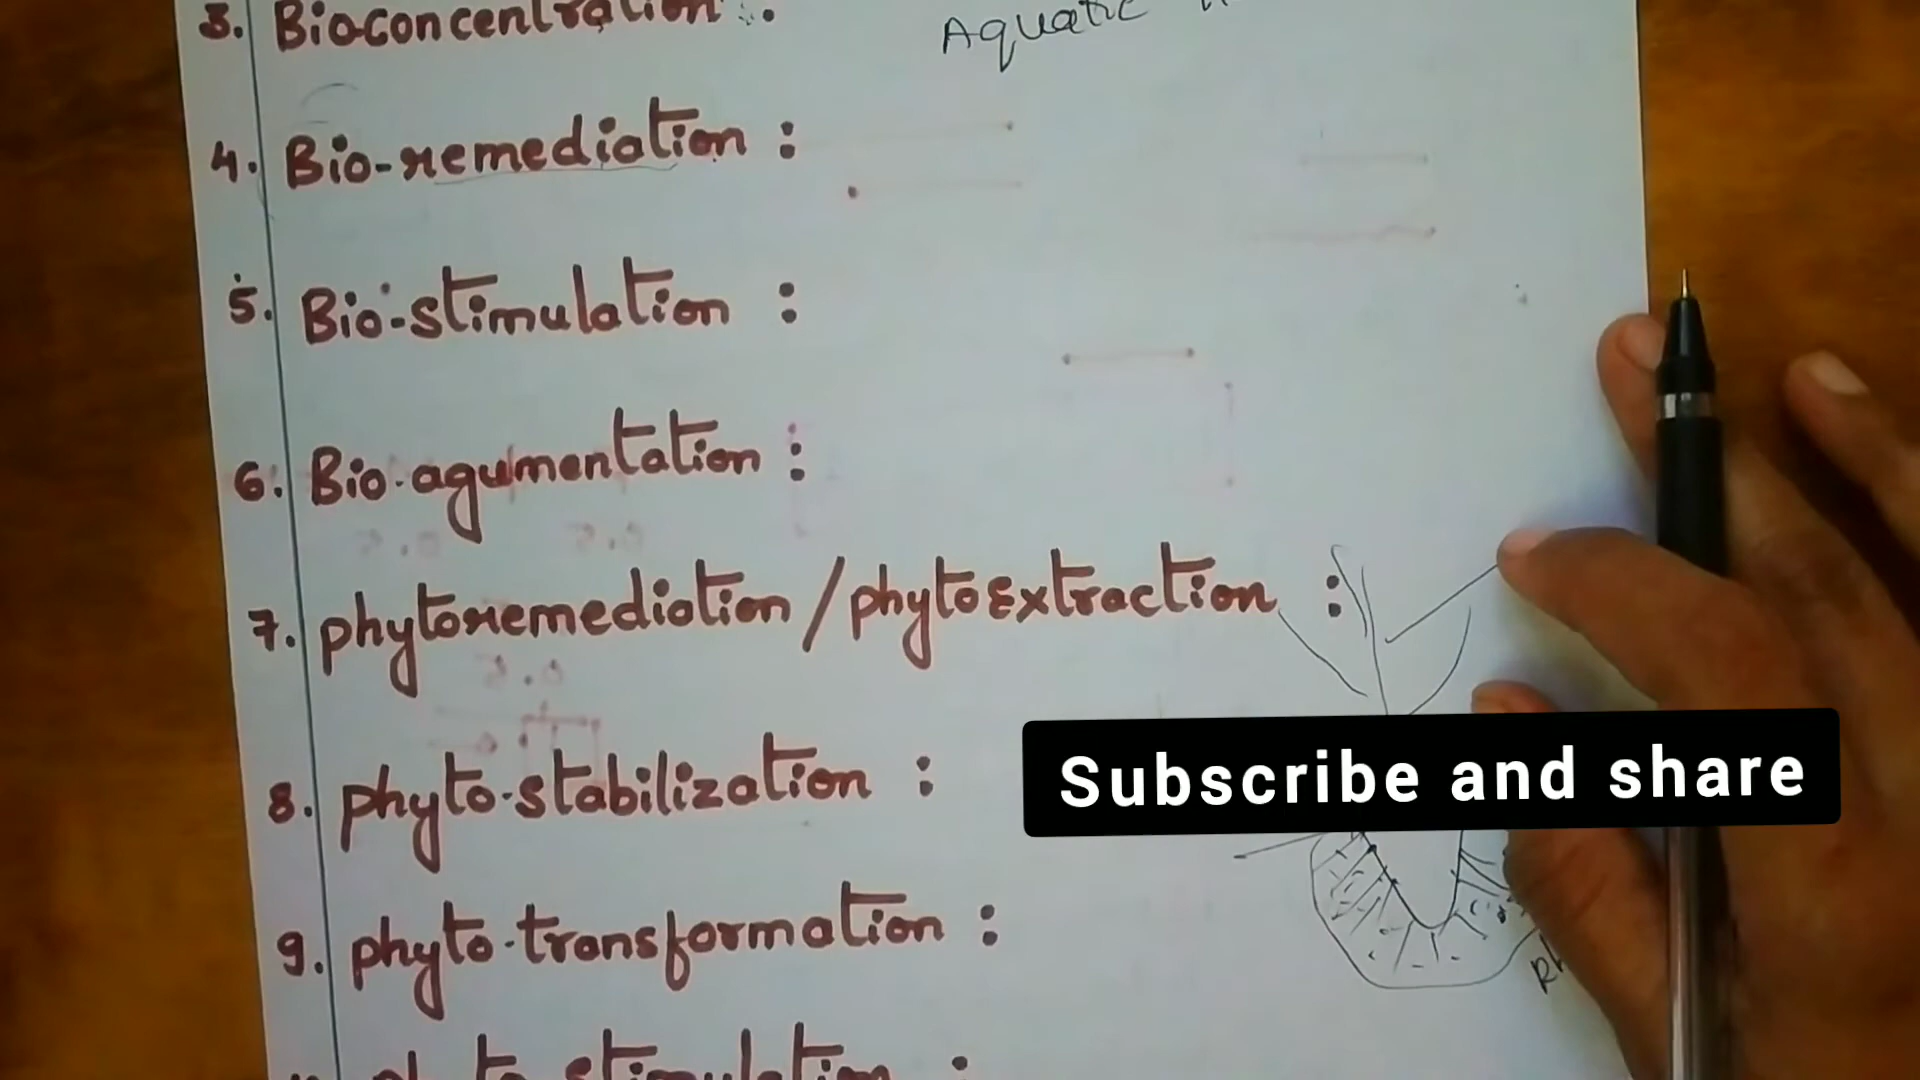 3. Bioconcentration :
Aquatic
4. Bio-remediation :
5. Bio-stimulation :
6. Bio-agumentation :
7. phytoremediation / phytoExtraction :
8. phyto-stabilization :
Subscribe and share
9. phyto-transformation :
Rh